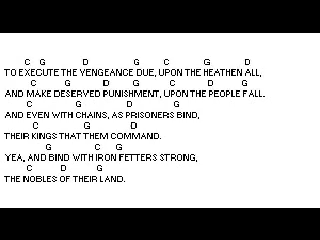 C G D G C G D
TO EXECUTE THE VENGEANCE DUE, UPON THE HEATHEN ALL,
C G D G C D G
AND MAKE DESERVED PUNISHMENT, UPON THE PEOPLE FALL.
C G D G
AND EVEN WITH CHAINS, AS PRISONERS BIND,
C G D
THEIR KINGS THAT THEM COMMAND.
G C G
YEA, AND BIND WITH IRON FETTERS STRONG,
C D G
THE NOBLES OF THEIR LAND.